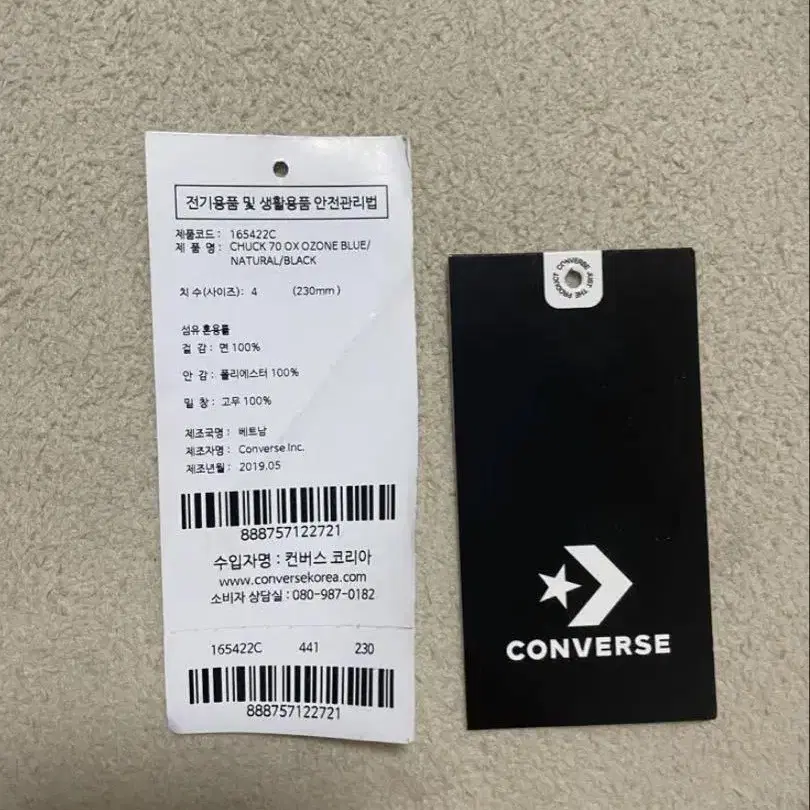 전기용품 및 생활용품 안전관리법
제품코드 : 165422C
제 품 명 : CHUCK 70 OX OZONE BLUE/
NATURAL/BLACK
치 수(사이즈) : 4 (230mm)
섬유 혼용률
겉 감 : 면 100%
안 감 : 폴리에스터 100%
밑 창 : 고무 100%
제조국명 : 베트남
제조자명 : Converse Inc.
제조년월 : 2019.05
888757122721
수입자명 : 컨버스 코리아
www.conversekorea.com
소비자 상담실 : 080-987-0182
165422C 441 230
888757122721
CONVERSE JUST THE PRODUCT
CONVERSE